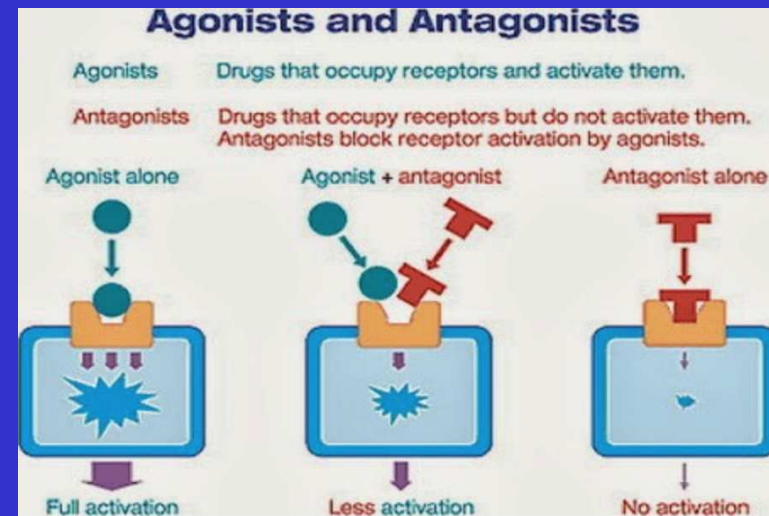 Agonists and Antagonists
Agonists Drugs that occupy receptors and activate them.
Antagonists Drugs that occupy receptors but do not activate them.
Antagonists block receptor activation by agonists.
Agonist alone
Agonist + antagonist
Antagonist alone
Full activation
Less activation
No activation